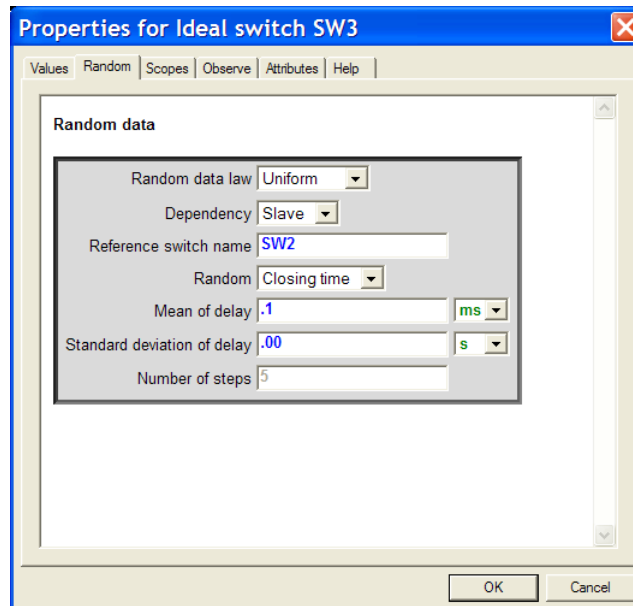 Properties for Ideal switch SW3
Values Random Scopes Observe Attributes Help
Random data
Random data law Uniform
Dependency Slave
Reference switch name SW2
Random Closing time
Mean of delay .1 ms
Standard deviation of delay .00 s
Number of steps 5
OK Cancel